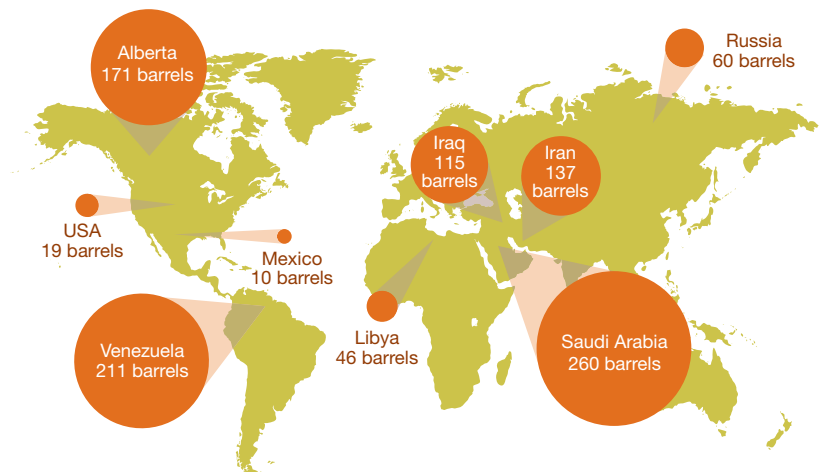 Alberta
171 barrels
Russia
60 barrels
Iraq
115
barrels
Iran
137
barrels
USA
19 barrels
Mexico
10 barrels
Venezuela
211 barrels
Libya
46 barrels
Saudi Arabia
260 barrels